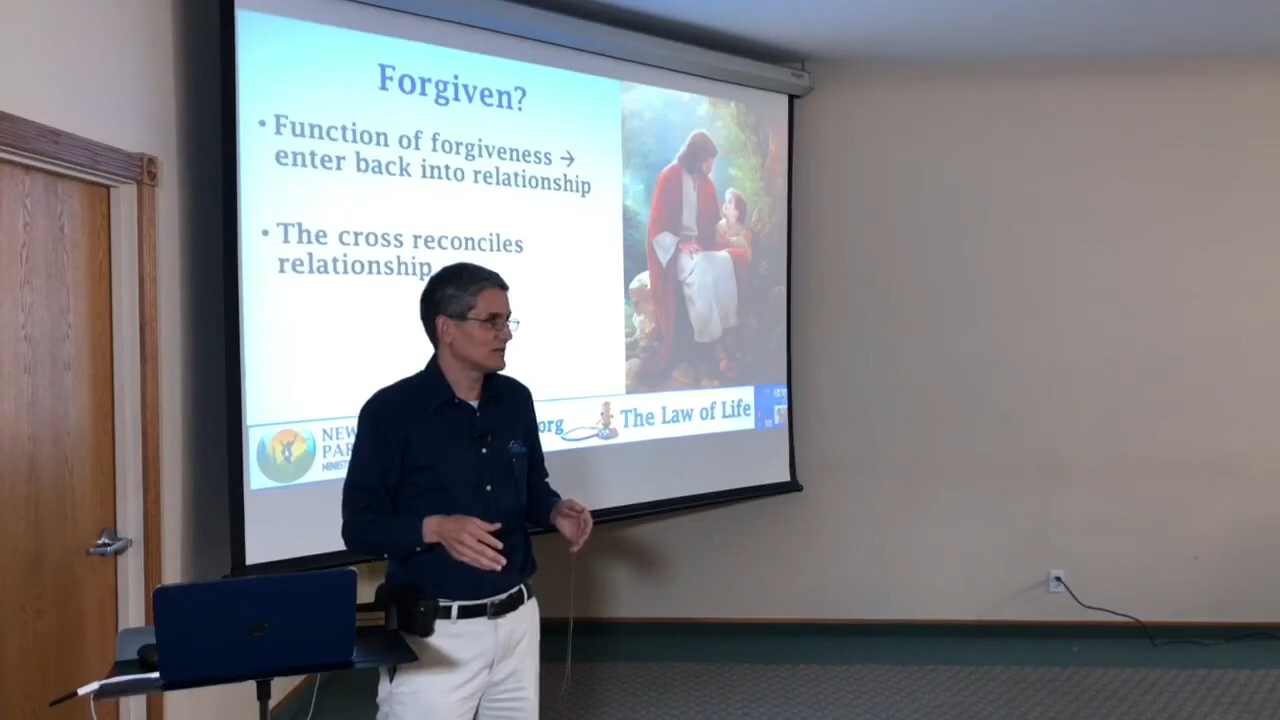 Forgiven?
• Function of forgiveness →
enter back into relationship
• The cross reconciles
relationship
NEW
PAR
MINIST
org
The Law of Life